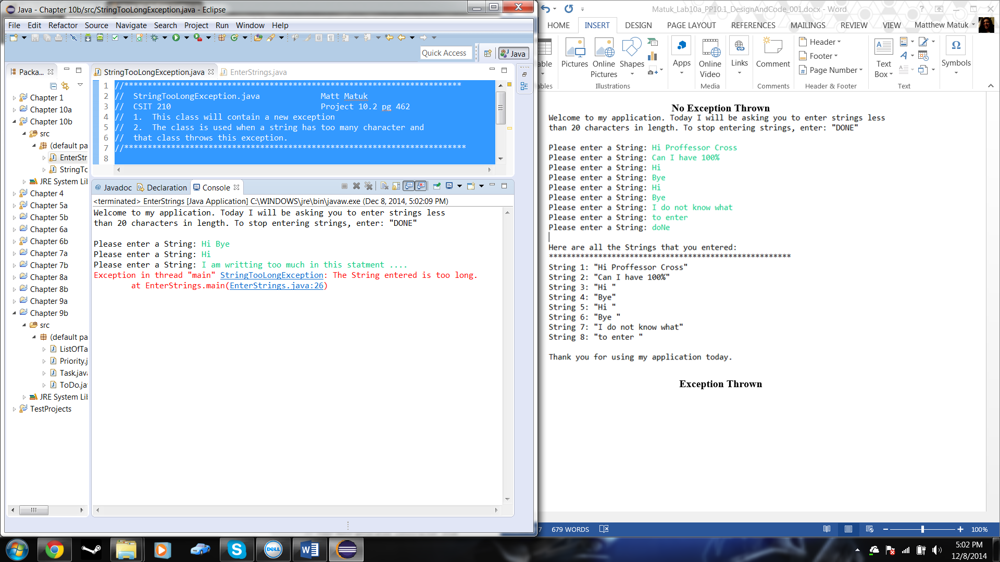 Java - Chapter 10b/src/StringTooLongException.java - Eclipse
File Edit Refactor Source Navigate Search Project Run Window Help
Quick Access
Java
Packa...
Chapter 1
Chapter 10a
Chapter 10b
src
(default pa
EnterStr
StringTo
JRE System Lil
Chapter 4
Chapter 5a
Chapter 5b
Chapter 6a
Chapter 6b
Chapter 7a
Chapter 7b
Chapter 8a
Chapter 8b
Chapter 9a
Chapter 9b
src
(default pa
ListOfTa
Priority.j
Task.java
ToDo.ja
JRE System Lil
TestProjects
StringTooLongException.java EnterStrings.java
1 //************************************************************************
2 // StringTooLongException.java Matt Matuk
3 // CSIT 210 Project 10.2 pg 462
4 // 1. This class will contain a new exception
5 // 2. The class is used when a string has too many character and
6 // that class throws this exception.
7 //*************************************************************************
8
@ Javadoc Declaration Console
<terminated> EnterStrings [Java Application] C:\WINDOWS\jre\bin\javaw.exe (Dec 8, 2014, 5:02:09 PM)
Welcome to my application. Today I will be asking you to enter strings less
than 20 characters in length. To stop entering strings, enter: "DONE"
Please enter a String: Hi Bye
Please enter a String: Hi
Please enter a String: I am writting too much in this statment ....
Exception in thread "main" StringTooLongException: The String entered is too long.
at EnterStrings.main(EnterStrings.java:26)
Matuk_Lab10a_PP10.1_DesignAndCode_001.docx - Word
HOME INSERT DESIGN PAGE LAYOUT REFERENCES MAILINGS REVIEW VIEW Matthew Matuk
able
Pictures
Online Pictures
Shapes
Apps
Online Video
Links
Comment
Header
Footer
Page Number
Text Box
Symbols
ables Illustrations Media Comments Header & Footer Text
No Exception Thrown
Welcome to my application. Today I will be asking you to enter strings less
than 20 characters in length. To stop entering strings, enter: "DONE"
Please enter a String: Hi Proffessor Cross
Please enter a String: Can I have 100%
Please enter a String: Hi
Please enter a String: Bye
Please enter a String: Hi
Please enter a String: Bye
Please enter a String: I do not know what
Please enter a String: to enter
Please enter a String: doNe
Here are all the Strings that you entered:
******************************************************
String 1: "Hi Proffessor Cross"
String 2: "Can I have 100%"
String 3: "Hi "
String 4: "Bye"
String 5: "Hi "
String 6: "Bye "
String 7: "I do not know what"
String 8: "to enter "
Thank you for using my application today.
Exception Thrown
7 679 WORDS 100%
DELL
5:02 PM
12/8/2014